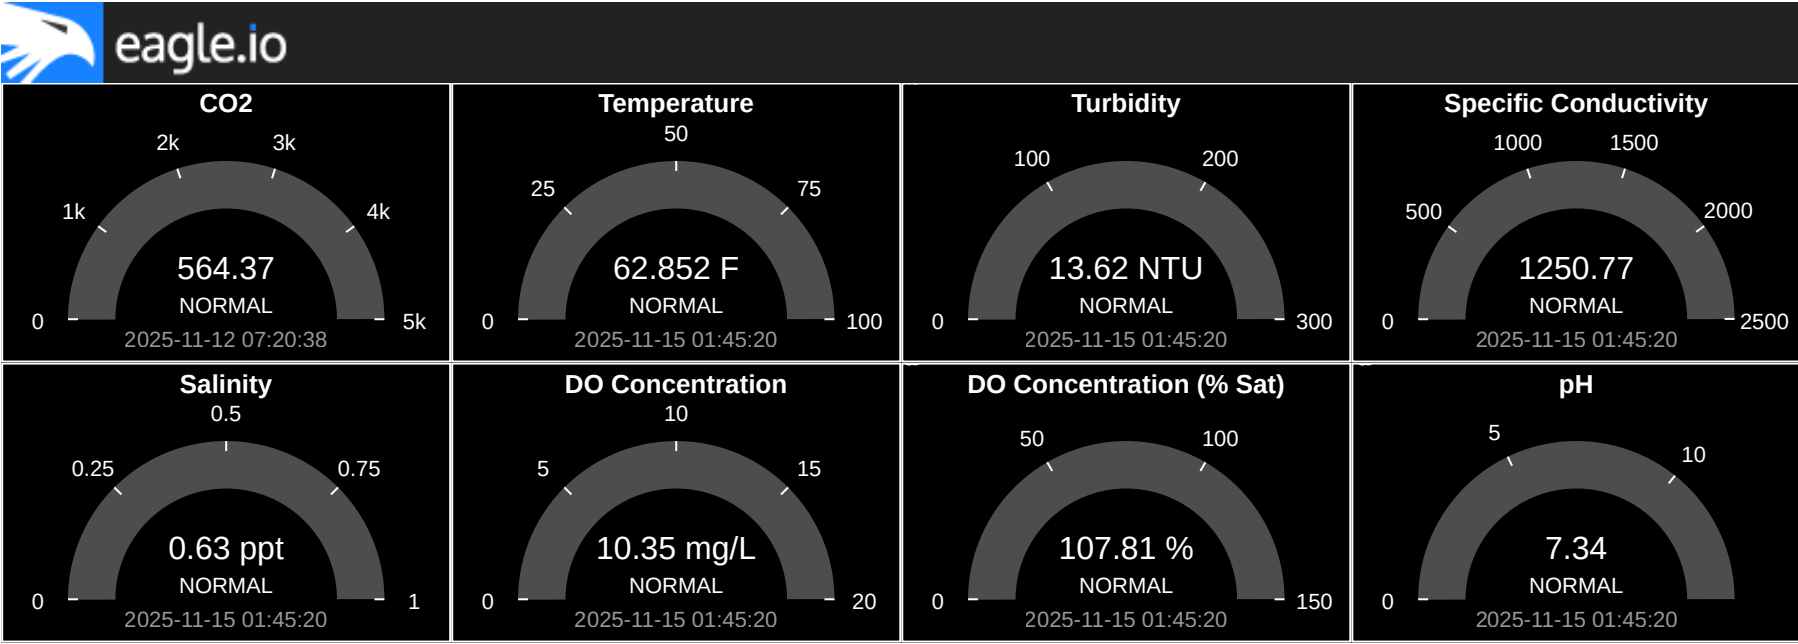 eagle.io
CO2
2k 3k
1k 4k
564.37
NORMAL
0 5k
2025-11-12 07:20:38
Temperature
50
25 75
62.852 F
NORMAL
0 100
2025-11-15 01:45:20
Turbidity
100 200
13.62 NTU
NORMAL
0 300
2025-11-15 01:45:20
Specific Conductivity
1000 1500
500 2000
1250.77
NORMAL
0 2500
2025-11-15 01:45:20
Salinity
0.5
0.25 0.75
0.63 ppt
NORMAL
0 1
2025-11-15 01:45:20
DO Concentration
10
5 15
10.35 mg/L
NORMAL
0 20
2025-11-15 01:45:20
DO Concentration (% Sat)
50 100
107.81 %
NORMAL
0 150
2025-11-15 01:45:20
pH
5
10
7.34
NORMAL
0
2025-11-15 01:45:20